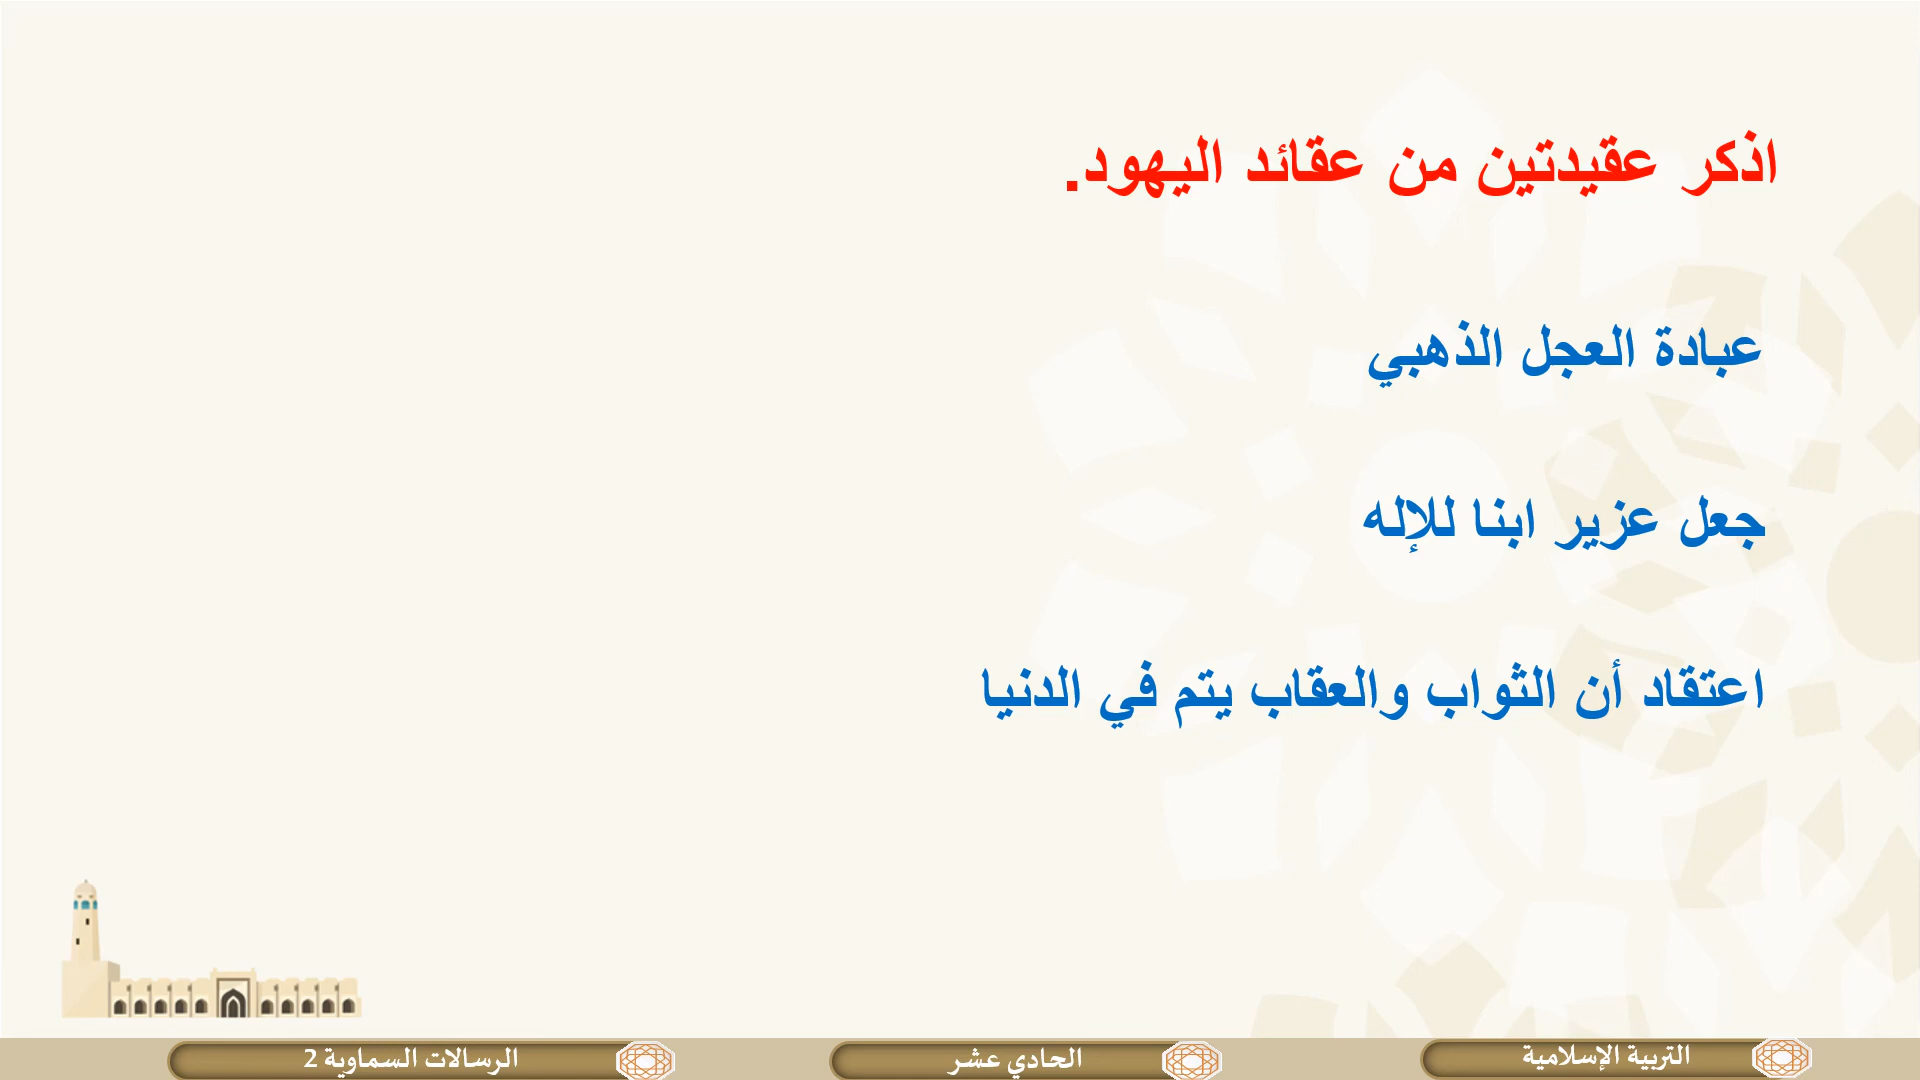 اذكر عقيدتين من عقائد اليهود.
عبادة العجل الذهبي
جعل عزير ابنا للإله
اعتقاد أن الثواب والعقاب يتم في الدنيا
التربية الإسلامية
الحادي عشر
الرسالات السماوية 2